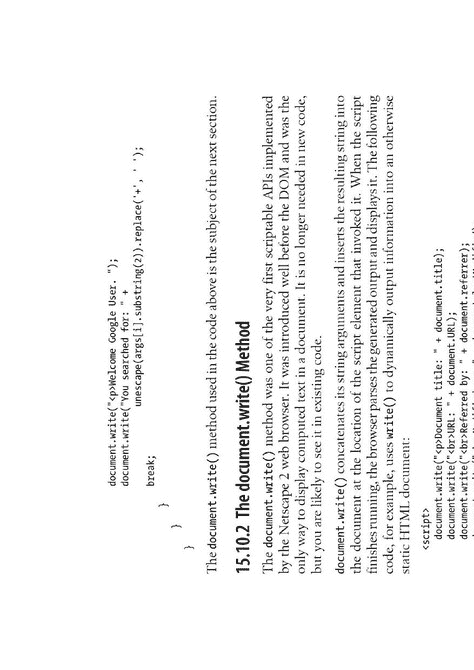 document.write("<p>Welcome Google User. ");
document.write("You searched for: " +
unescape(args[i].substring(2)).replace('+', ' ');
break;
}
}
}
The document.write() method used in the code above is the subject of the next section.
15.10.2 The document.write() Method
The document.write() method was one of the very first scriptable APIs implemented
by the Netscape 2 web browser. It was introduced well before the DOM and was the
only way to display computed text in a document. It is no longer needed in new code,
but you are likely to see it in existing code.
document.write() concatenates its string arguments and inserts the resulting string into
the document at the location of the script element that invoked it. When the script
finishes running, the browser parses the generated output and displays it. The following
code, for example, uses write() to dynamically output information into an otherwise
static HTML document:
<script>
document.write("<p>Document title: " + document.title);
document.write("<br>URL: " + document.URL);
document.write("<br>Referred by: " + document.referrer);